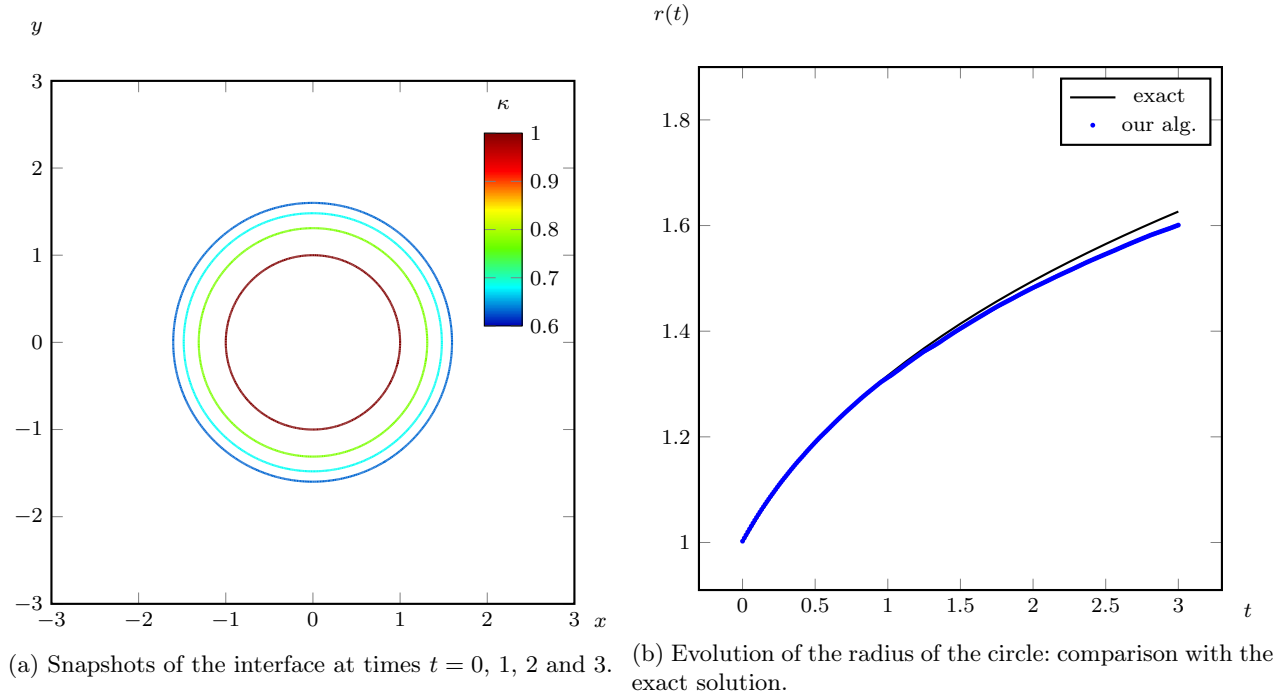 y
3
2
1
0
−1
−2
−3
−3 −2 −1 0 1 2 3 x
κ
1
0.9
0.8
0.7
0.6
(a) Snapshots of the interface at times t = 0, 1, 2 and 3.
r(t)
1.8
1.6
1.4
1.2
1
0 0.5 1 1.5 2 2.5 3 t
exact
our alg.
(b) Evolution of the radius of the circle: comparison with the
exact solution.